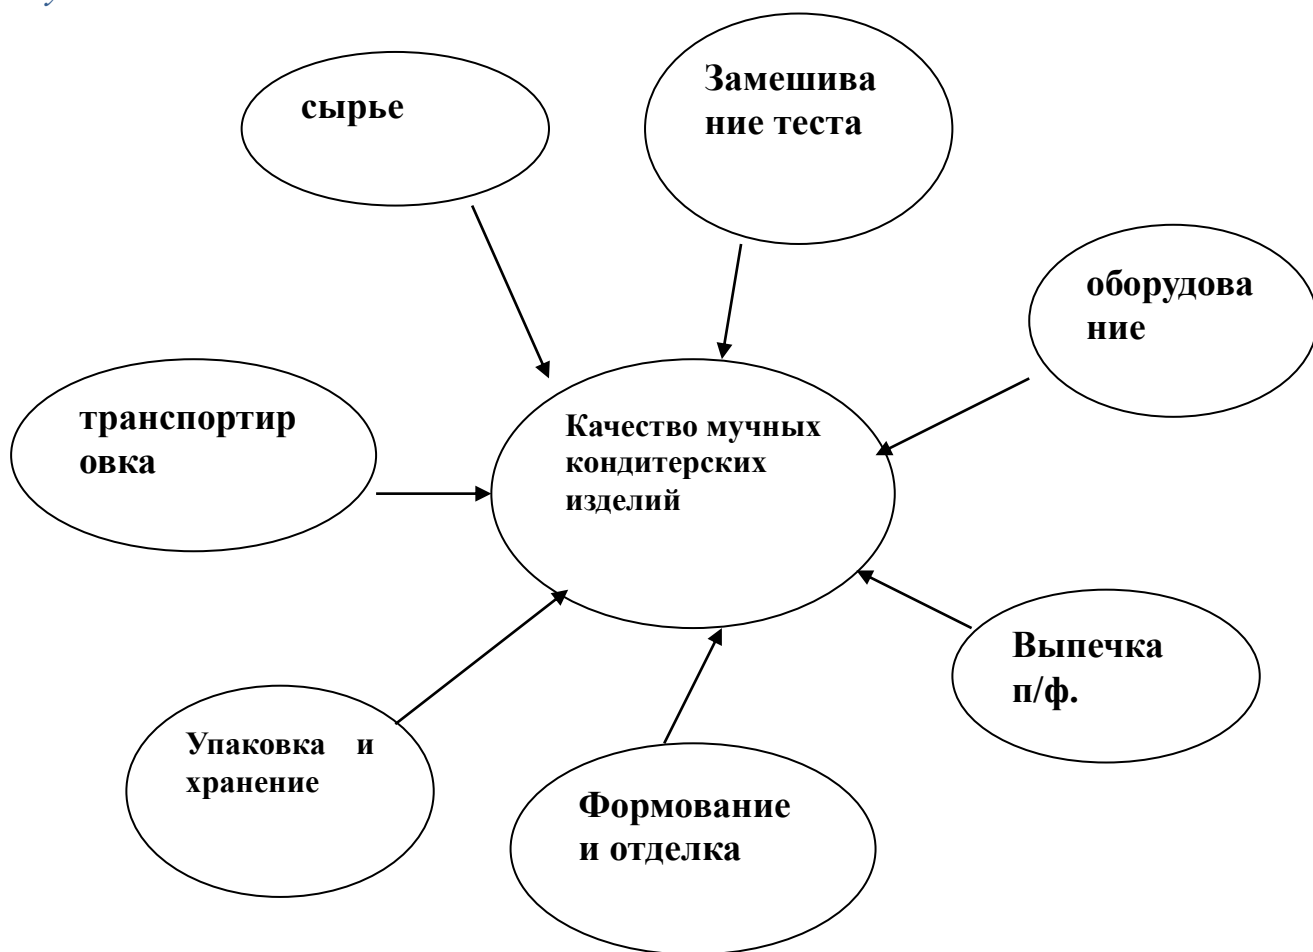 сырье
Замешива
ние теста
оборудова
ние
транспортир
овка
Качество мучных
кондитерских
изделий
Выпечка
п/ф.
Упаковка и
хранение
Формование
и отделка